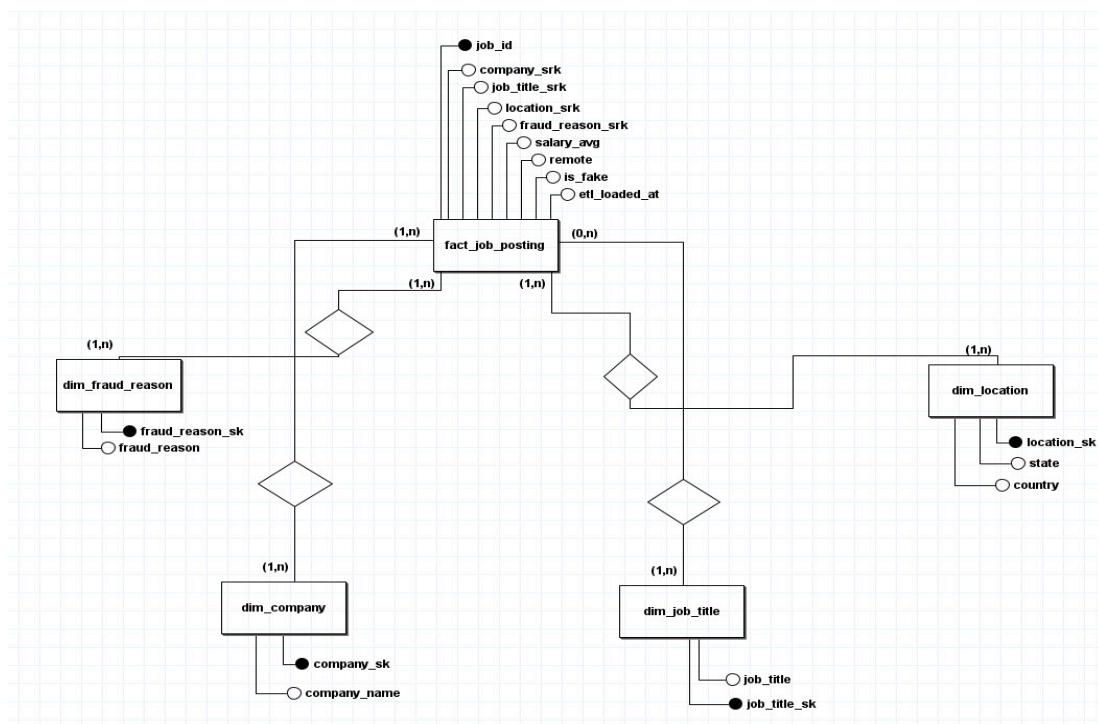 job_id
company_srk
job_title_srk
location_srk
fraud_reason_srk
salary_avg
remote
is_fake
etl_loaded_at
(1,n)
fact_job_posting
(0,n)
(1,n)
(1,n)
(1,n)
dim_fraud_reason
fraud_reason_sk
fraud_reason
(1,n)
dim_location
location_sk
state
country
(1,n)
dim_company
company_sk
company_name
(1,n)
dim_job_title
job_title
job_title_sk